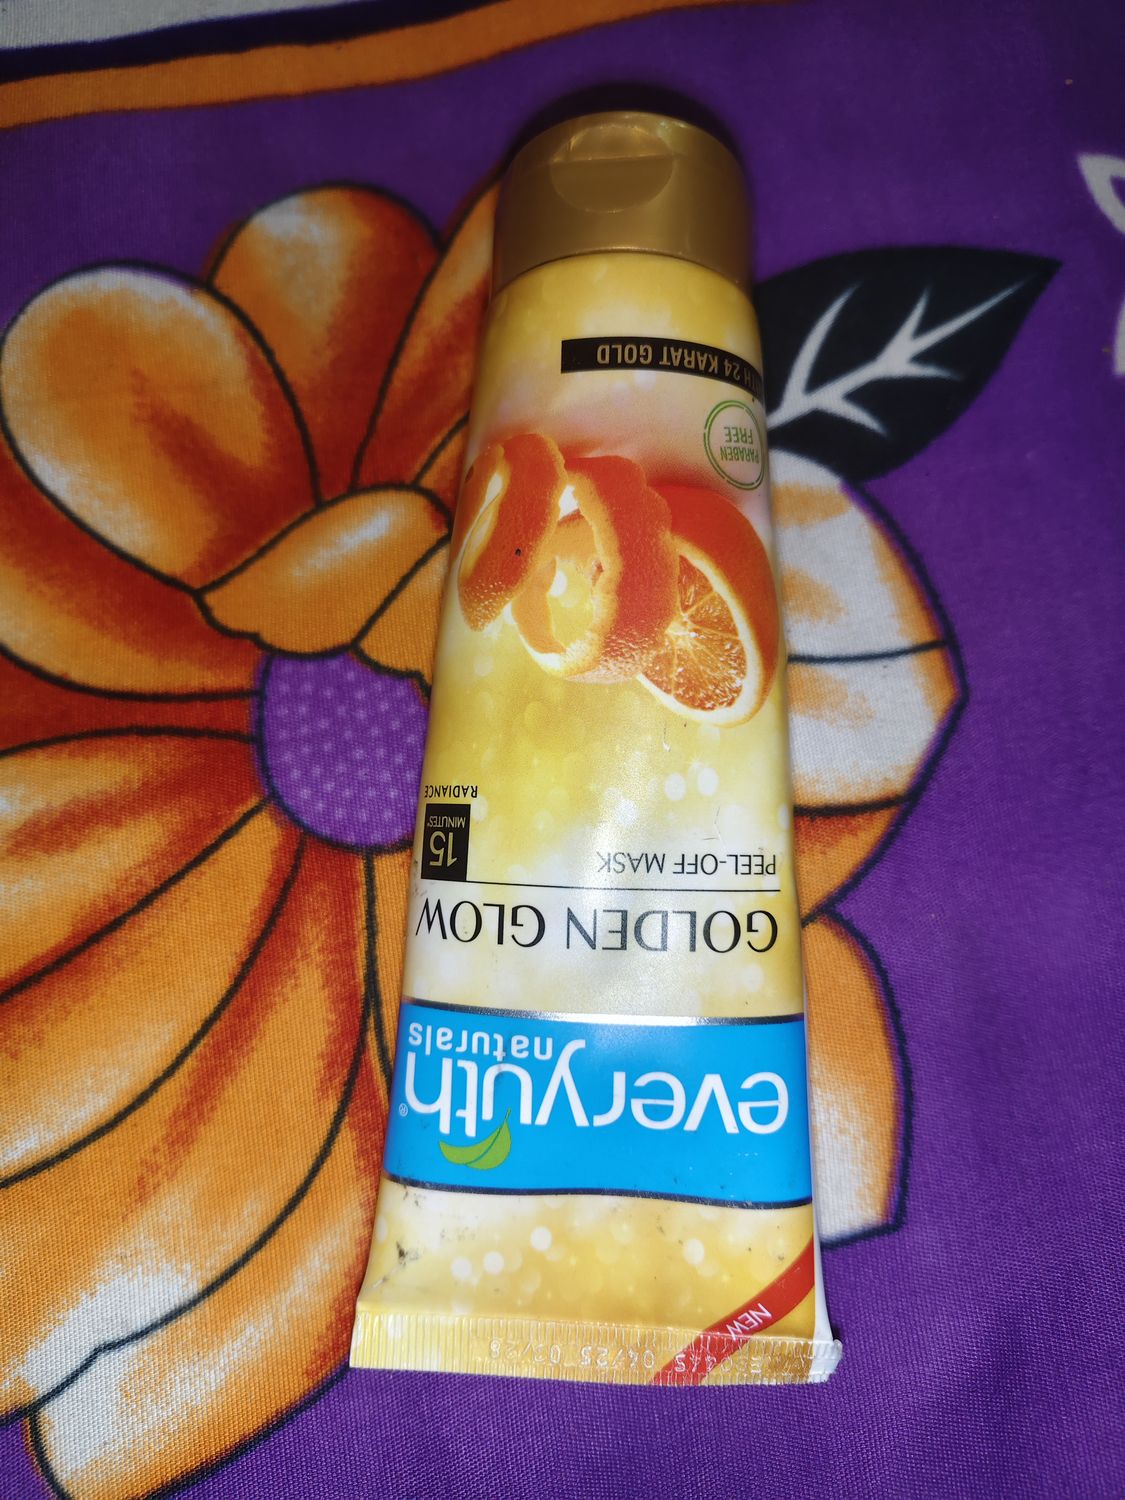 NEW
everyuth®
naturals
GOLDEN GLOW
PEEL-OFF MASK
15
MINUTES*
RADIANCE
PARABEN
FREE
WITH 24 KARAT GOLD